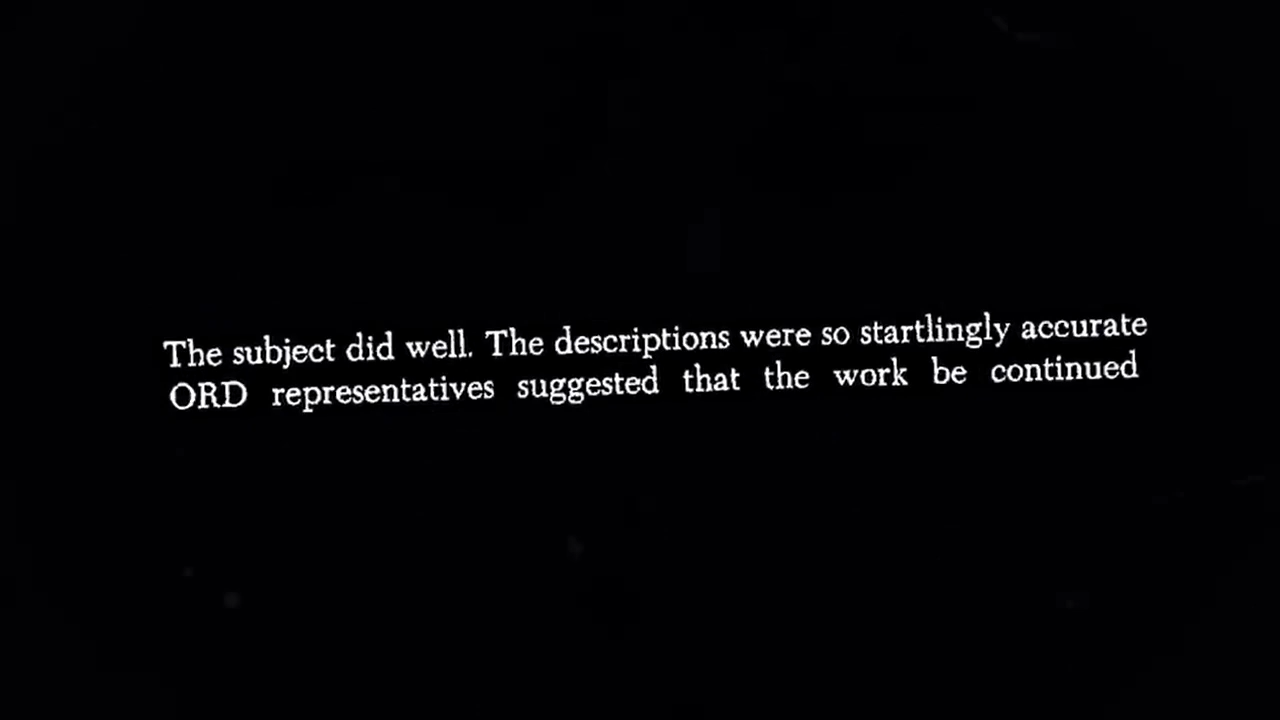 The subject did well. The descriptions were so startlingly accurate
ORD representatives suggested that the work be continued